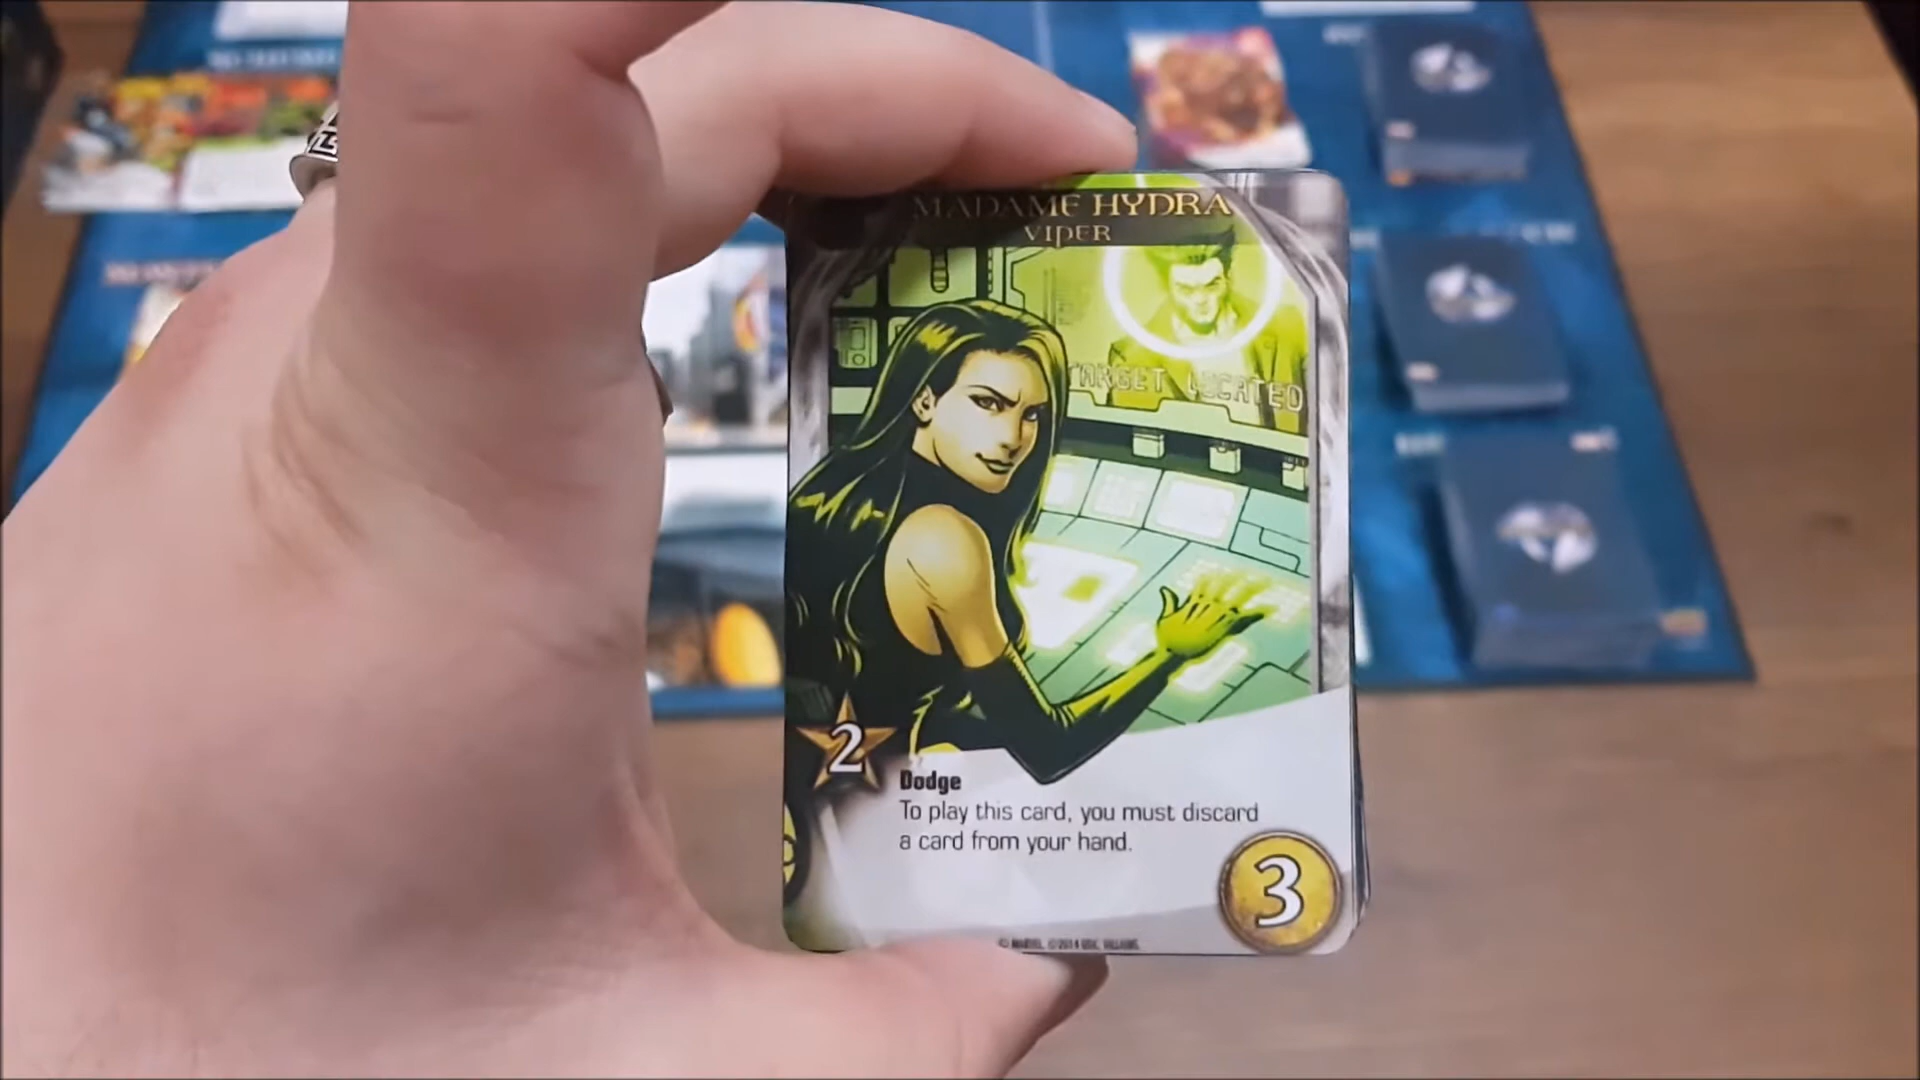 MADAME HYDRA
VIPER
TARGET LOCATED
2
Dodge
To play this card, you must discard
a card from your hand.
3